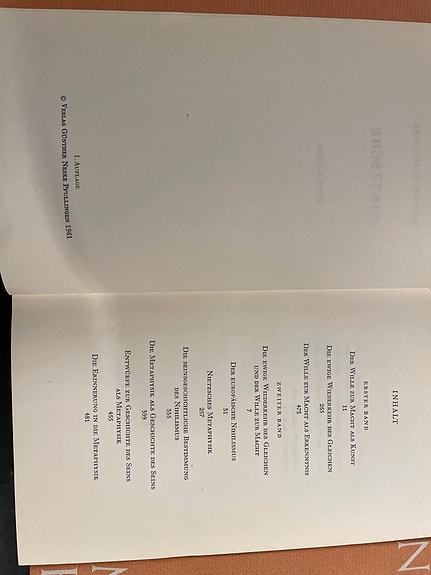 1. AUFLAGE
© VERLAG GÜNTHER NESKE PFULLINGEN 1961
INHALT
ERSTER BAND
DER WILLE ZUR MACHT ALS KUNST
11
DIE EWIGE WIEDERKEHR DES GLEICHEN
255
DER WILLE ZUR MACHT ALS ERKENNTNIS
473
ZWEITER BAND
DIE EWIGE WIEDERKEHR DES GLEICHEN
UND DER WILLE ZUR MACHT
7
DER EUROPÄISCHE NIHILISMUS
31
NIETZSCHES METAPHYSIK
257
DIE SEINSGESCHICHTLICHE BESTIMMUNG
DES NIHILISMUS
335
DIE METAPHYSIK ALS GESCHICHTE DES SEINS
399
ENTWÜRFE ZUR GESCHICHTE DES SEINS
ALS METAPHYSIK
455
DIE ERINNERUNG IN DIE METAPHYSIK
481
N